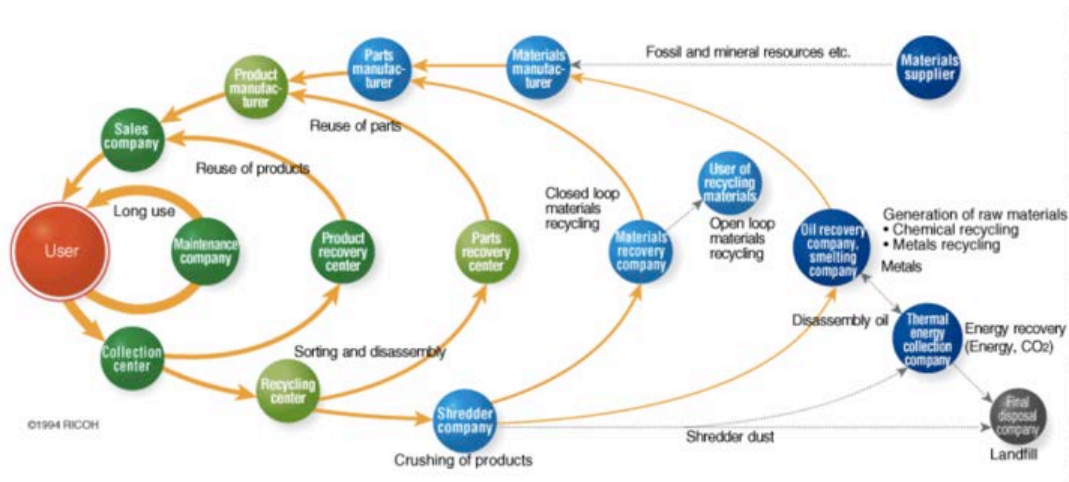 Parts
manufac-
turer
Materials
manufac-
turer
Fossil and mineral resources etc.
Materials
supplier
Product
manufac-
turer
Sales
company
Reuse of parts
Reuse of products
Long use
User
Maintenance
company
Product
recovery
center
Parts
recovery
center
Closed loop
materials
recycling
Materials
recovery
company
User of
recycling
materials
Open loop
materials
recycling
Oil recovery
company,
smelting
company
Generation of raw materials
• Chemical recycling
• Metals recycling
Metals
Disassembly oil
Thermal
energy
collection
company
Energy recovery
(Energy, CO2)
Collection
center
Sorting and disassembly
Recycling
center
Shredder
company
Crushing of products
Shredder dust
Final
disposal
company
Landfill
©1994 RICOH